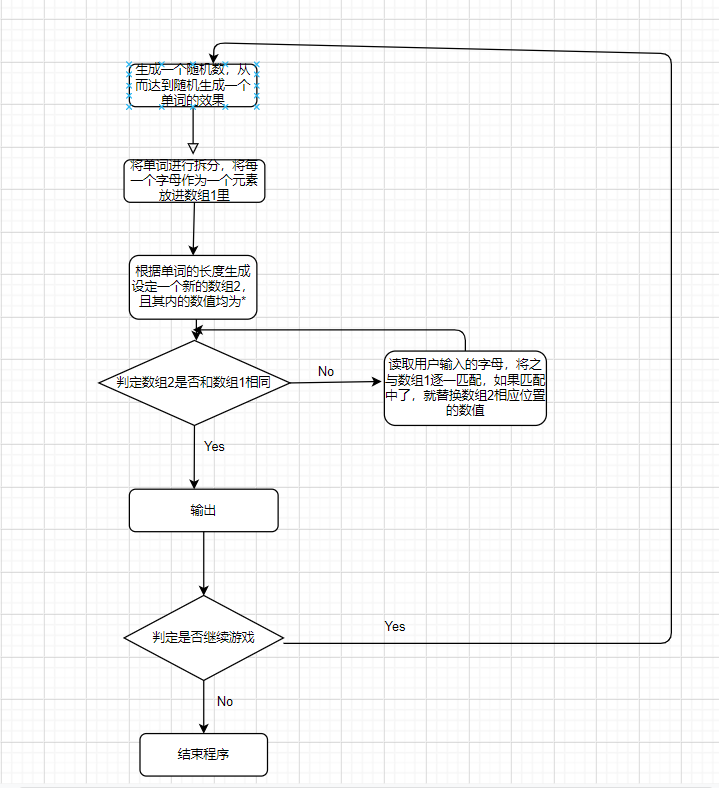 生成一个随机数，从
而达到随机生成一个
单词的效果
将单词进行拆分，将每
一个字母作为一个元素
放进数组1里
根据单词的长度生成
设定一个新的数组2，
且其内的数值均为*
判定数组2是否和数组1相同
No
读取用户输入的字母，将之
与数组1逐一匹配，如果匹配
中了，就替换数组2相应位置
的数值
Yes
输出
判定是否继续游戏
Yes
No
结束程序